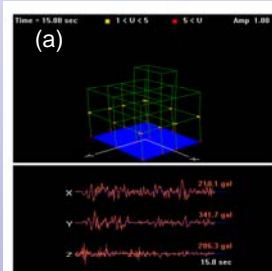 Time = 15.00 sec 1 < U < 5 5 < U Amp 1.00
(a)
X 218.1 gal
Y 341.7 gal
Z 206.3 gal
15.0 sec